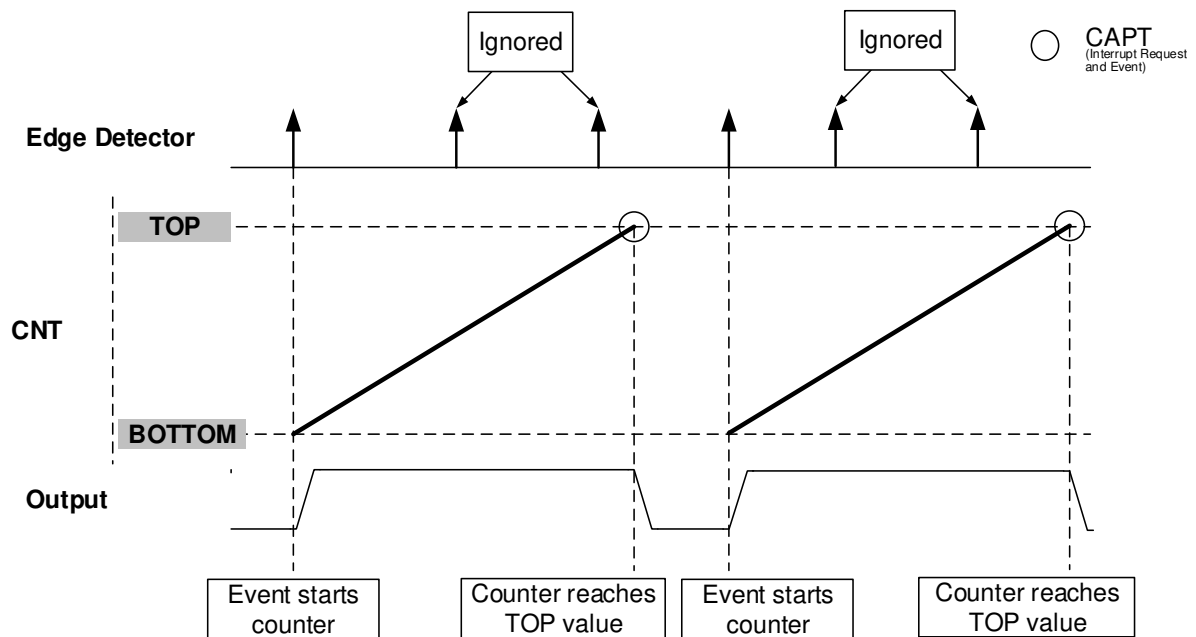 Ignored
Ignored
CAPT
(Interrupt Request
and Event)
Edge Detector
TOP
CNT
BOTTOM
Output
Event starts
counter
Counter reaches
TOP value
Event starts
counter
Counter reaches
TOP value